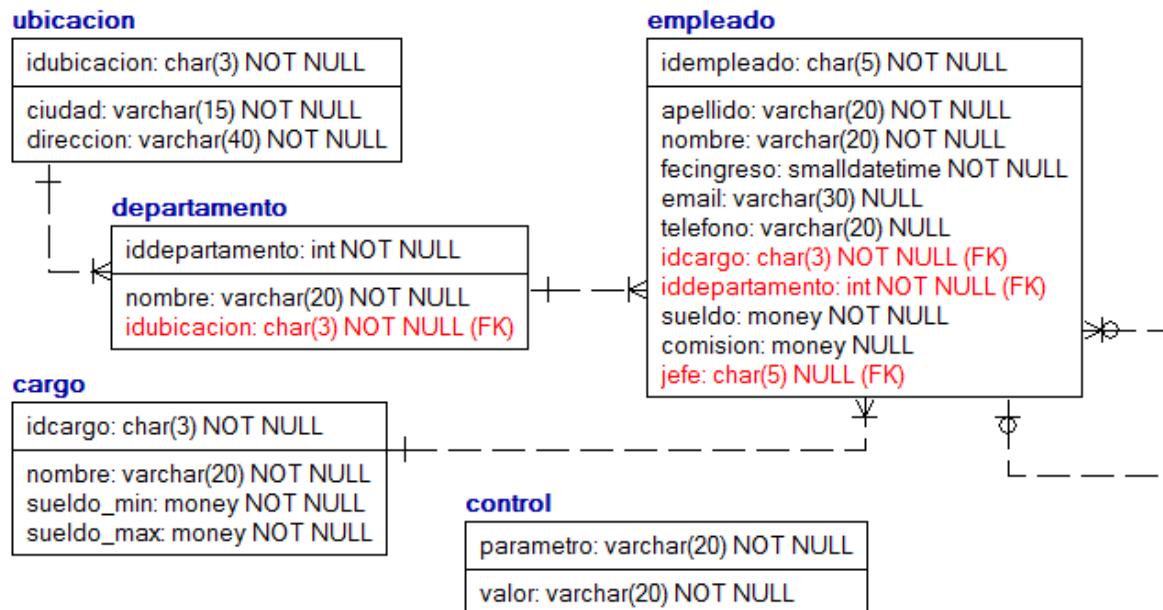 ubicacion
idubicacion: char(3) NOT NULL
ciudad: varchar(15) NOT NULL
direccion: varchar(40) NOT NULL
departamento
iddepartamento: int NOT NULL
nombre: varchar(20) NOT NULL
idubicacion: char(3) NOT NULL (FK)
empleado
idempleado: char(5) NOT NULL
apellido: varchar(20) NOT NULL
nombre: varchar(20) NOT NULL
fecingreso: smalldatetime NOT NULL
email: varchar(30) NULL
telefono: varchar(20) NULL
idcargo: char(3) NOT NULL (FK)
iddepartamento: int NOT NULL (FK)
sueldo: money NOT NULL
comision: money NULL
jefe: char(5) NULL (FK)
cargo
idcargo: char(3) NOT NULL
nombre: varchar(20) NOT NULL
sueldo_min: money NOT NULL
sueldo_max: money NOT NULL
control
parametro: varchar(20) NOT NULL
valor: varchar(20) NOT NULL